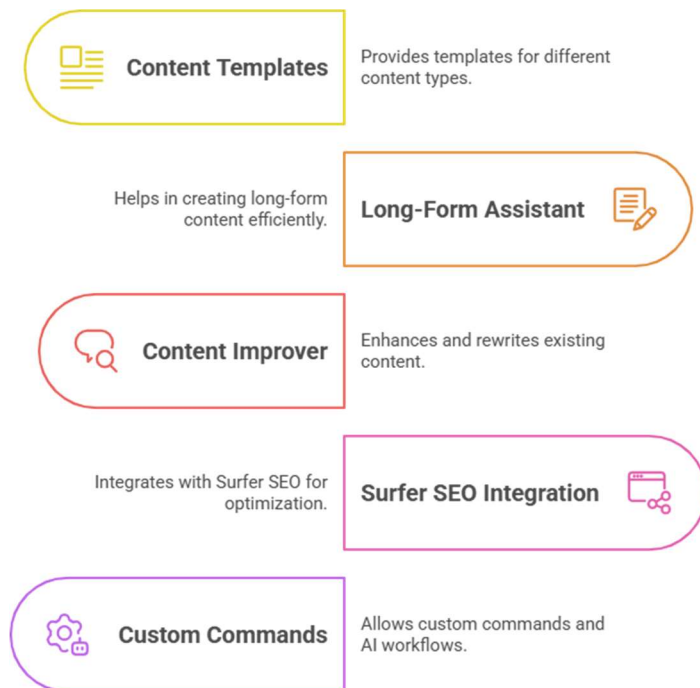 Content Templates
Provides templates for different
content types.
Helps in creating long-form
content efficiently.
Long-Form Assistant
Content Improver
Enhances and rewrites existing
content.
Integrates with Surfer SEO for
optimization.
Surfer SEO Integration
Custom Commands
Allows custom commands and
AI workflows.